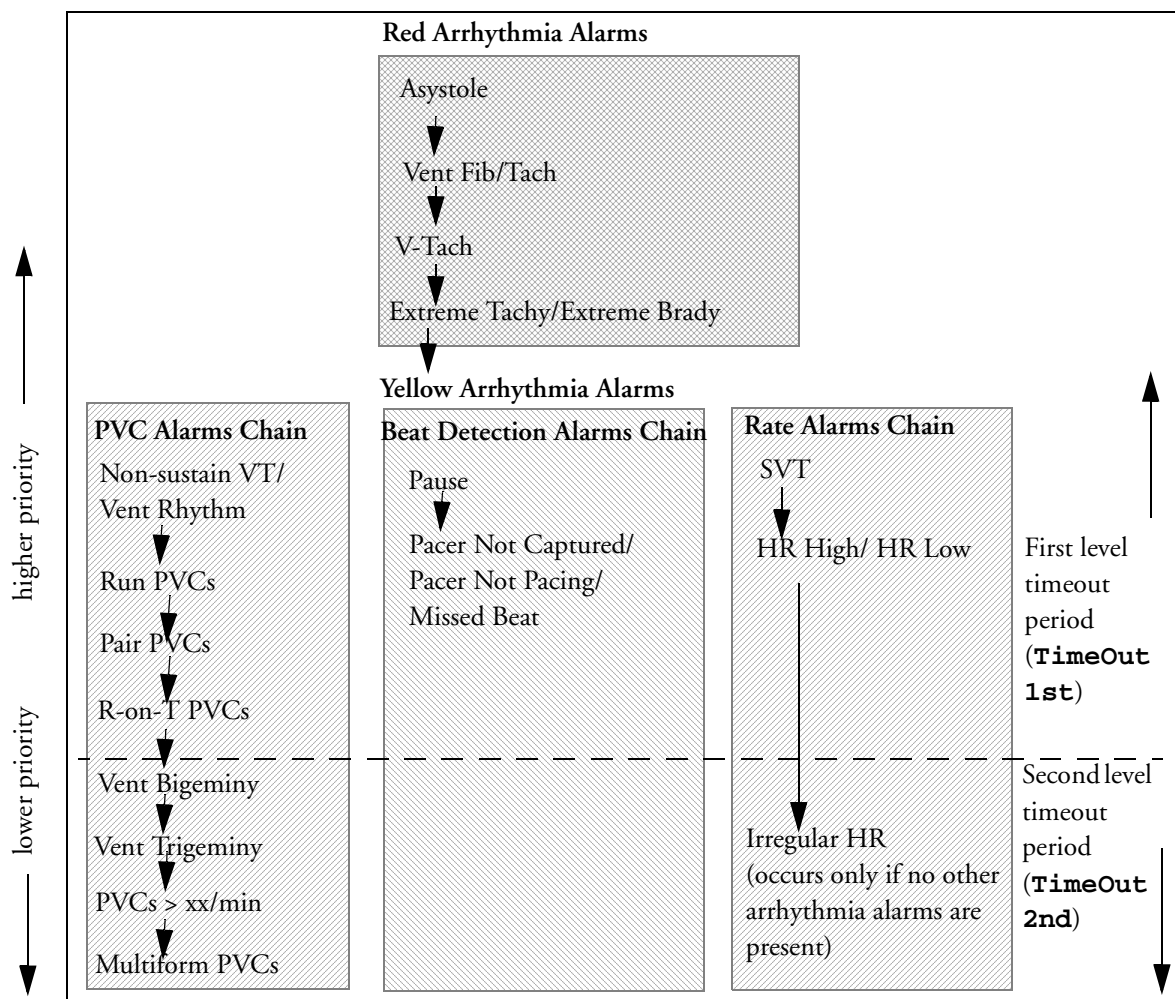 Red Arrhythmia Alarms
Asystole
Vent Fib/Tach
V-Tach
Extreme Tachy/Extreme Brady
Yellow Arrhythmia Alarms
higher priority
lower priority
PVC Alarms Chain
Non-sustain VT/
Vent Rhythm
Run PVCs
Pair PVCs
R-on-T PVCs
Vent Bigeminy
Vent Trigeminy
PVCs > xx/min
Multiform PVCs
Beat Detection Alarms Chain
Pause
Pacer Not Captured/
Pacer Not Pacing/
Missed Beat
Rate Alarms Chain
SVT
HR High/ HR Low
Irregular HR
(occurs only if no other
arrhythmia alarms are
present)
First level
timeout
period
(TimeOut
1st)
Second level
timeout
period
(TimeOut
2nd)